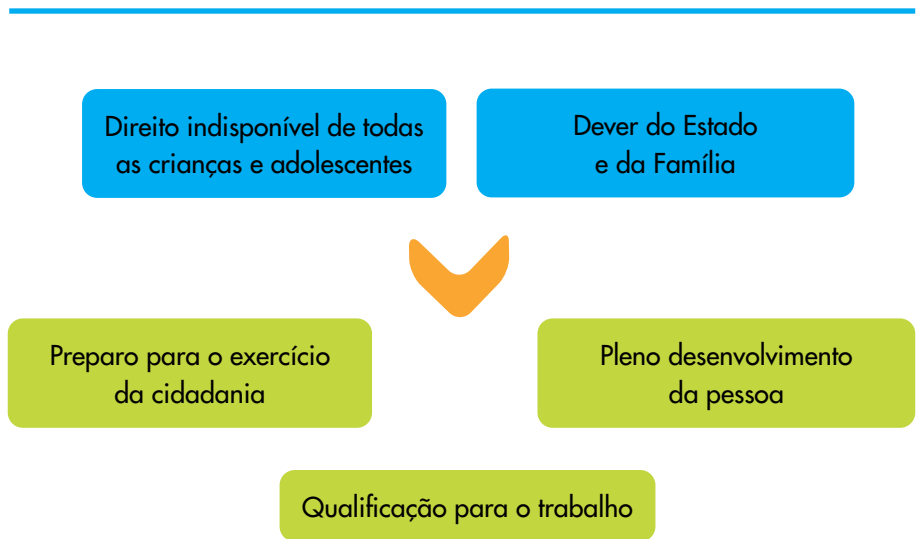 Direito indisponível de todas
as crianças e adolescentes
Dever do Estado
e da Família
Preparo para o exercício
da cidadania
Pleno desenvolvimento
da pessoa
Qualificação para o trabalho